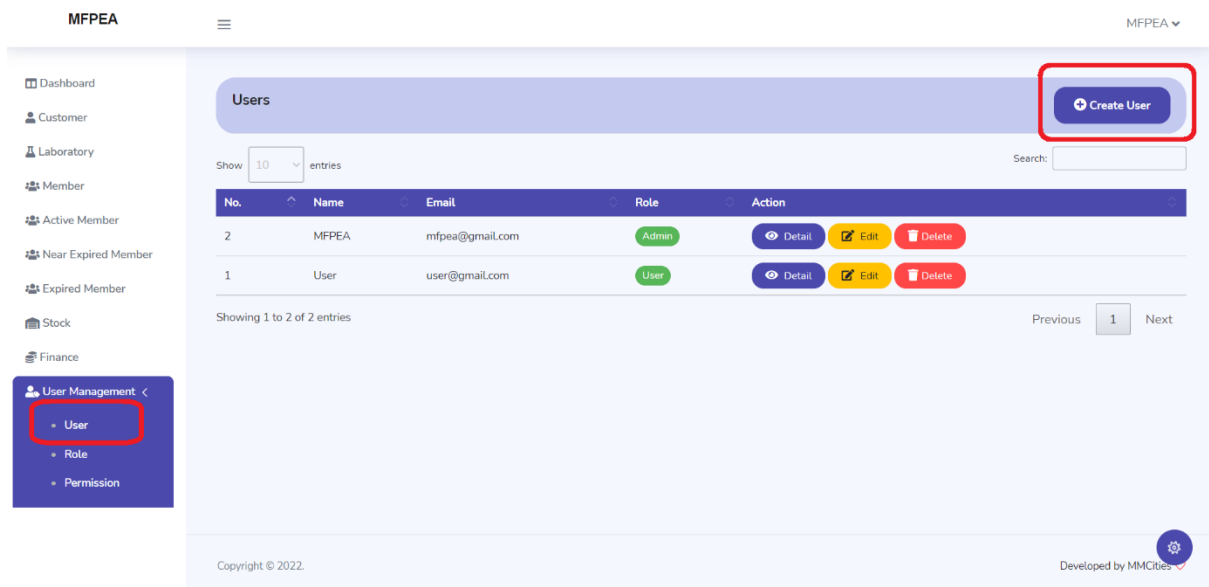 MFPEA
MFPEA
Dashboard
Customer
Laboratory
Member
Active Member
Near Expired Member
Expired Member
Stock
Finance
User Management
User
Role
Permission
Users
Create User
Show 10 entries
Search:
No. Name Email Role Action
2 MFPEA mfpea@gmail.com Admin Detail Edit Delete
1 User user@gmail.com User Detail Edit Delete
Showing 1 to 2 of 2 entries
Previous 1 Next
Copyright © 2022.
Developed by MMCities